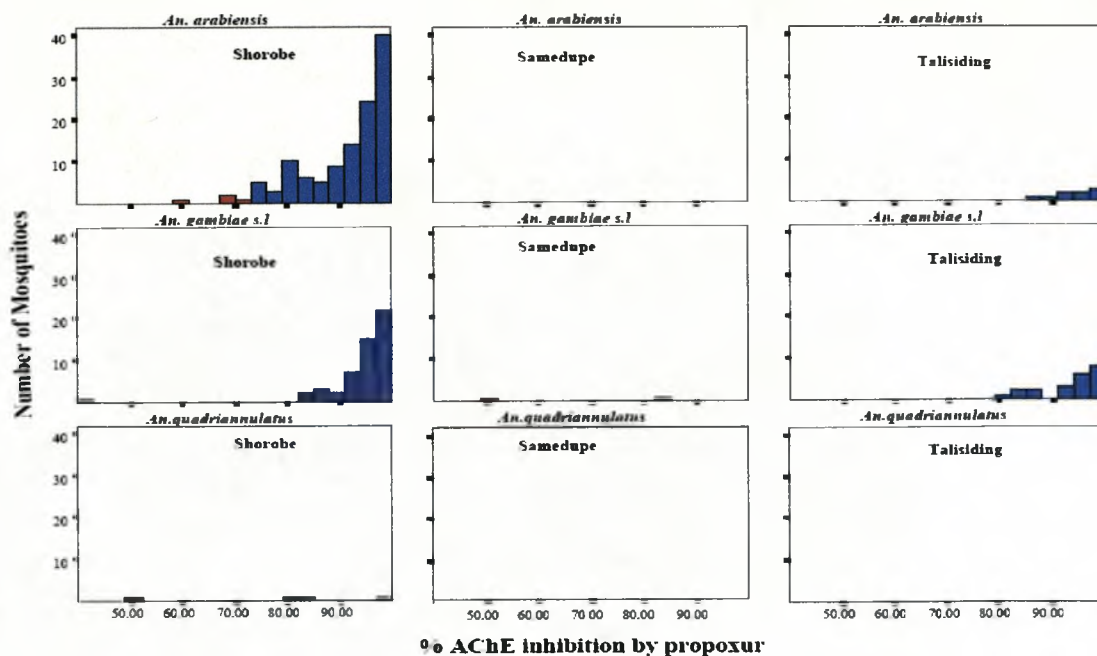 An. arabiensis An. arabiensis An. arabiensis
Shorobe Samedupe Talisiding
40
30
20
10
An. gambiae s.l An. gambiae s.l An. gambiae s.l
Shorobe Samedupe Talisiding
40
30
20
10
An.quadriannulatus An.quadriannulatus An.quadriannulatus
Shorobe Samedupe Talisiding
40
30
20
10
50.00 60.00 70.00 80.00 90.00 50.00 60.00 70.00 80.00 90.00 50.00 60.00 70.00 80.00 90.00
Number of Mosquitoes
% AChE inhibition by propoxur